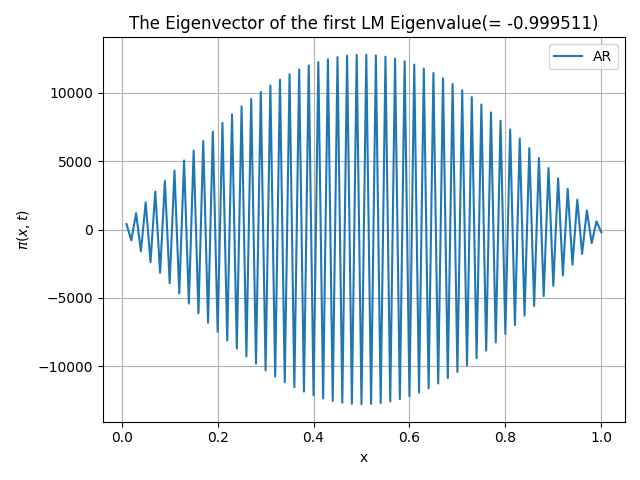 The Eigenvector of the first LM Eigenvalue(= -0.999511)
AR
10000
5000
0
−5000
−10000
π(x, t)
0.0 0.2 0.4 0.6 0.8 1.0
x